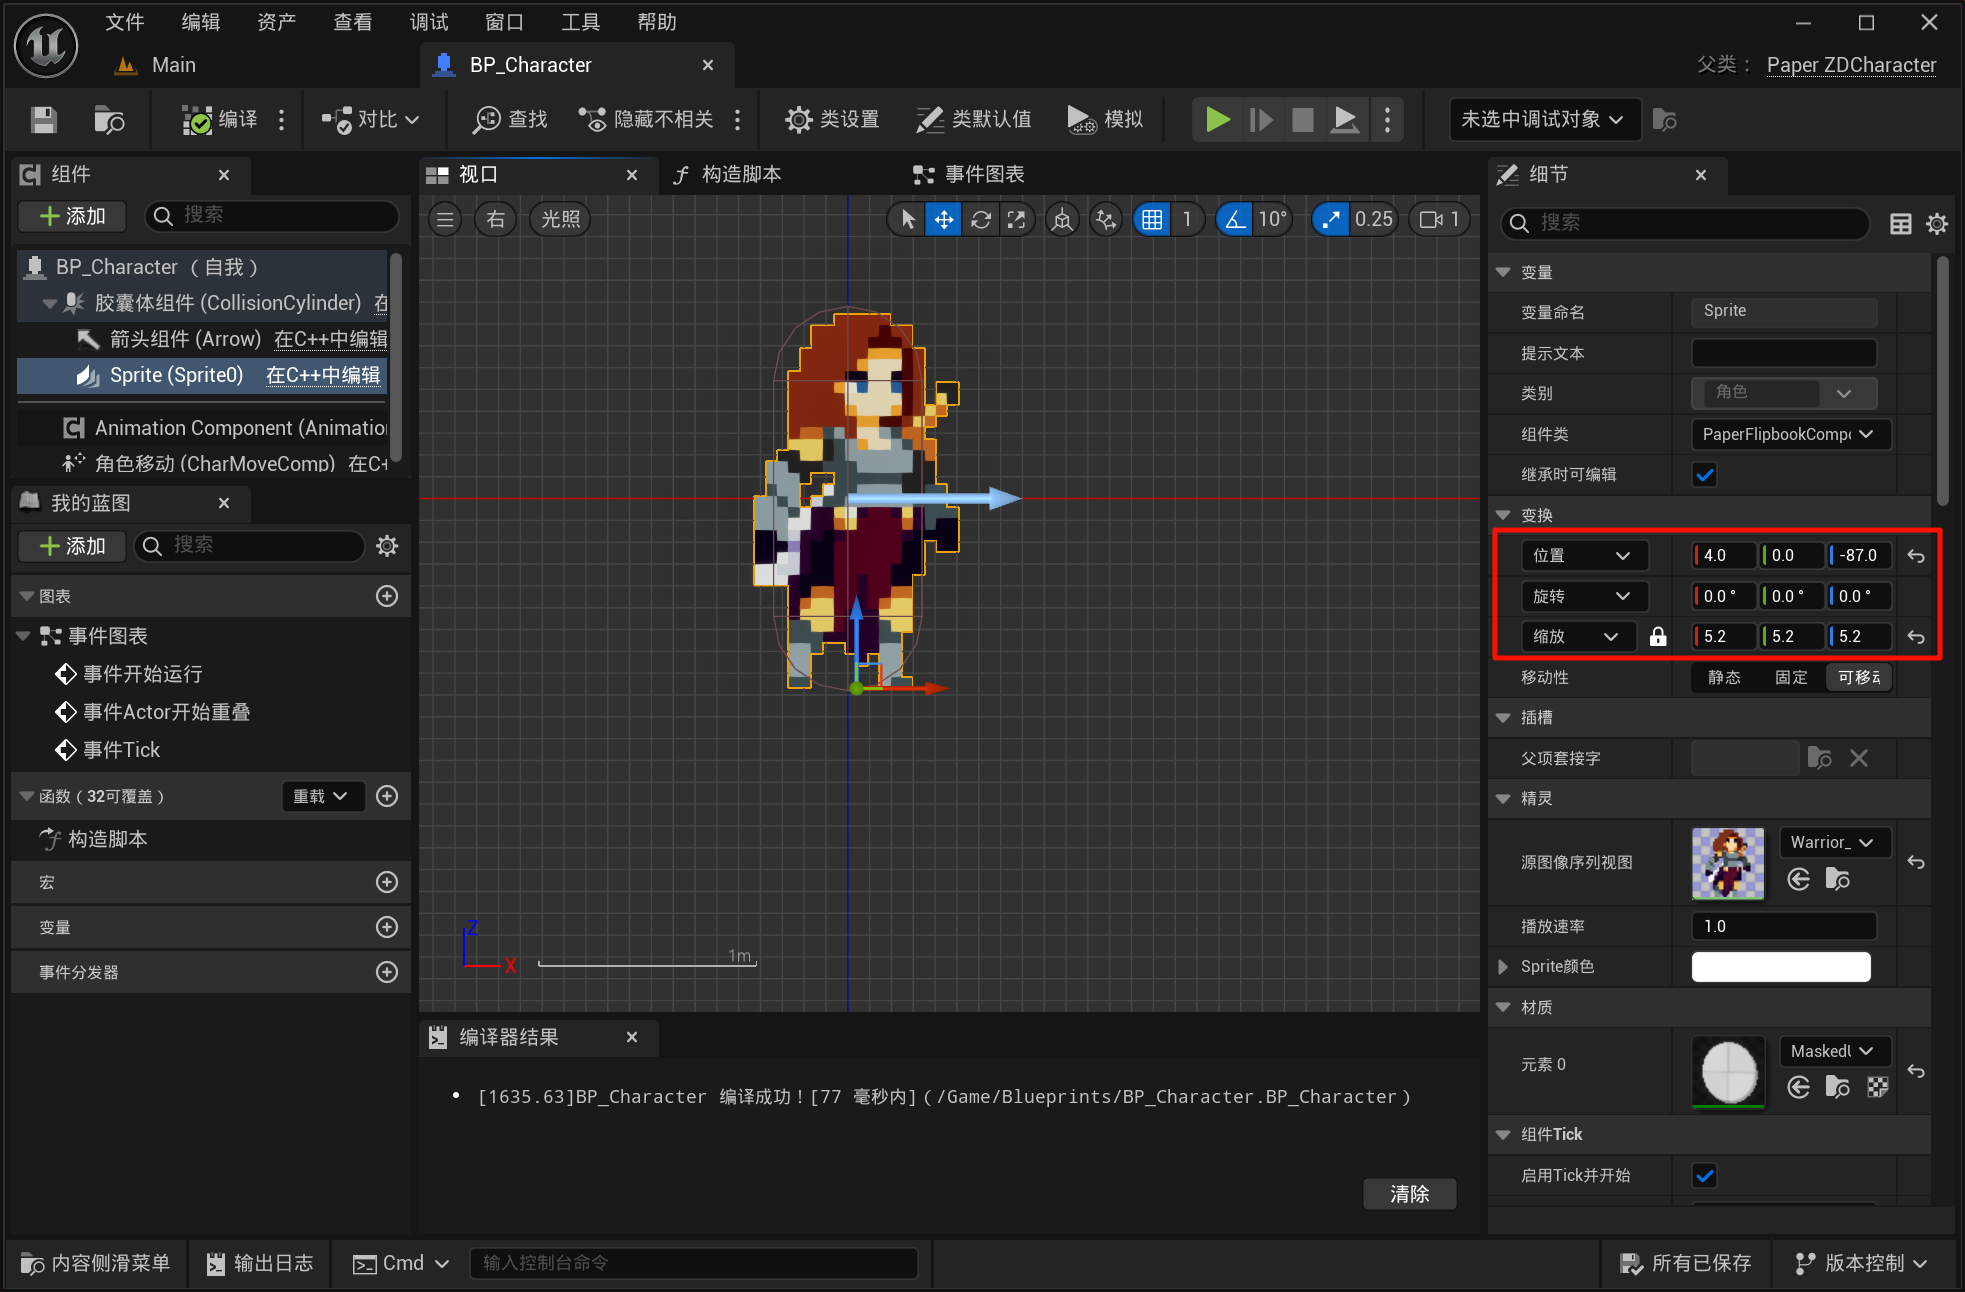 文件 编辑 资产 查看 调试 窗口 工具 帮助
Main
BP_Character
父类： Paper ZDCharacter
编译
对比
查找
隐藏不相关
类设置
类默认值
模拟
未选中调试对象
组件
添加
搜索
BP_Character （自我）
胶囊体组件 (CollisionCylinder) 在
箭头组件 (Arrow) 在C++中编辑
Sprite (Sprite0) 在C++中编辑
Animation Component (Animatio
角色移动 (CharMoveComp) 在C+
我的蓝图
添加
搜索
图表
事件图表
事件开始运行
事件Actor开始重叠
事件Tick
函数（32可覆盖） 重载
构造脚本
宏
变量
事件分发器
视口
构造脚本
事件图表
右
光照
1
10°
0.25
1
Z
X
1m
编译器结果
• [1635.63]BP_Character 编译成功！[77 毫秒内]（/Game/Blueprints/BP_Character.BP_Character）
清除
细节
搜索
变量
变量命名 Sprite
提示文本
类别 角色
组件类 PaperFlipbookCompo
继承时可编辑
变换
位置 4.0 0.0 -87.0
旋转 0.0 ° 0.0 ° 0.0 °
缩放 5.2 5.2 5.2
移动性 静态 固定 可移动
插槽
父项套接字
精灵
源图像序列视图 Warrior_
播放速率 1.0
Sprite颜色
材质
元素 0 MaskedU
组件Tick
启用Tick并开始
内容侧滑菜单
输出日志
Cmd
输入控制台命令
所有已保存
版本控制